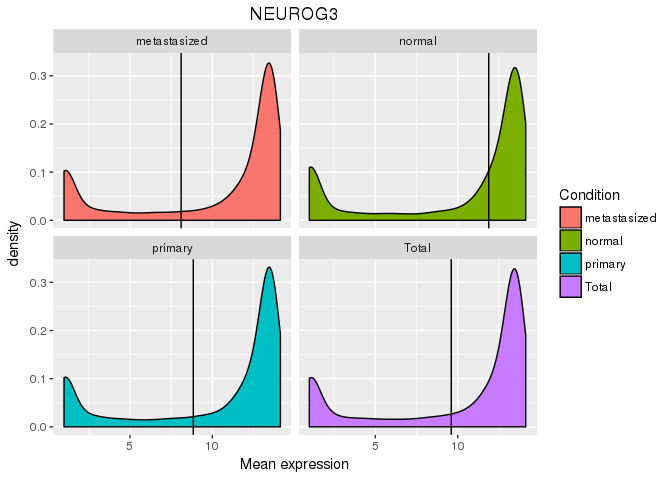 NEUROG3
metastasized normal
0.3
0.2
0.1
0.0
primary Total
0.3
0.2
0.1
0.0
5 10 5 10
density
Mean expression
Condition
metastasized
normal
primary
Total